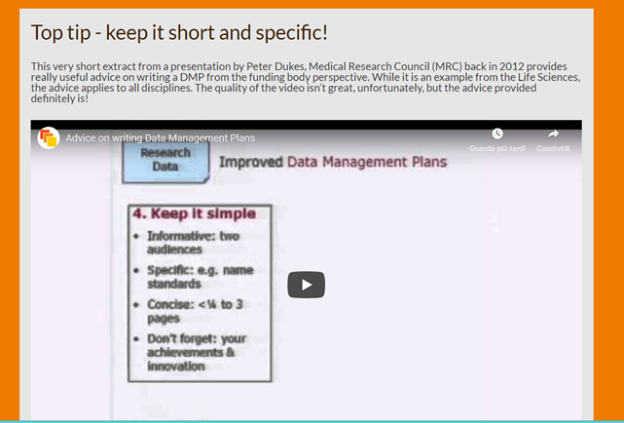 Top tip - keep it short and specific!
This very short extract from a presentation by Peter Dukes, Medical Research Council (MRC) back in 2012 provides
really useful advice on writing a DMP from the funding body perspective. While it is an example from the Life Sciences,
the advice applies to all disciplines. The quality of the video isn't great, unfortunately, but the advice provided
definitely is!
Advice on writing Data Management Plans
Guarda più tardi
Condividi
Research
Data
Improved Data Management Plans
4. Keep it simple
• Informative: two
audiences
• Specific: e.g. name
standards
• Concise: <¼ to 3
pages
• Don't forget: your
achievements &
innovation